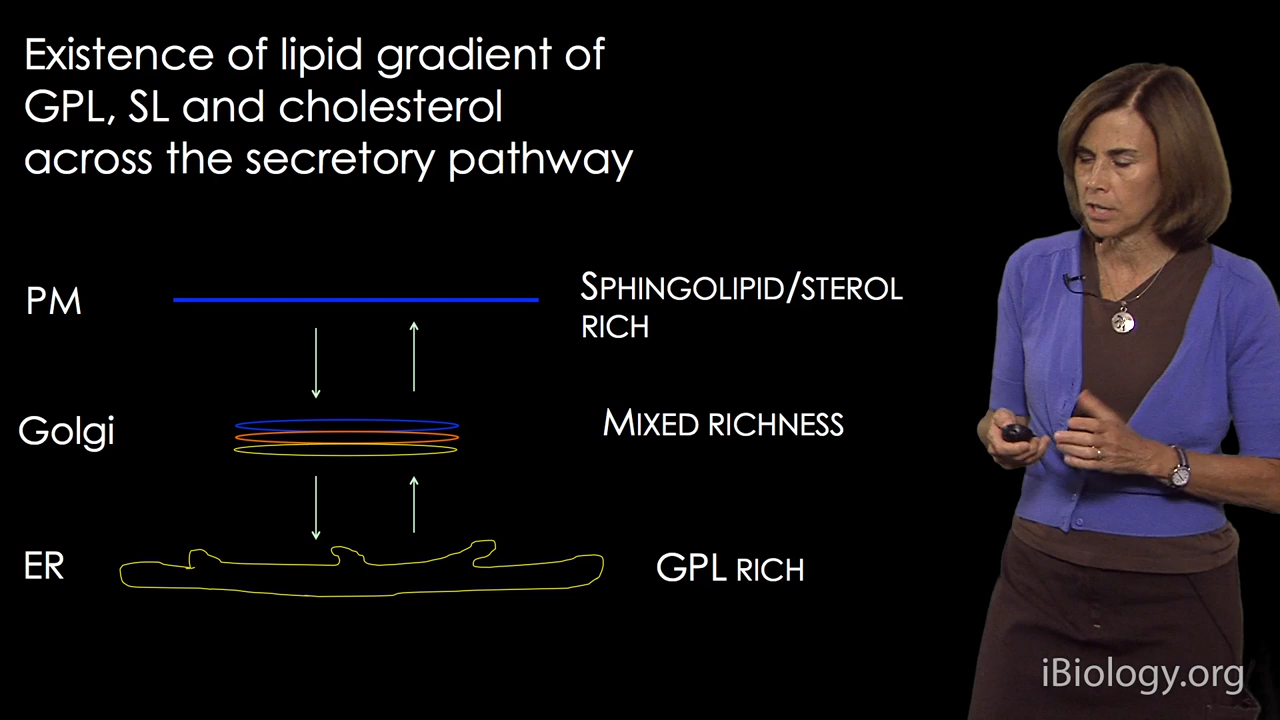 Existence of lipid gradient of
GPL, SL and cholesterol
across the secretory pathway
PM
SPHINGOLIPID/STEROL
RICH
Golgi
MIXED RICHNESS
ER
GPL RICH
iBiology.org